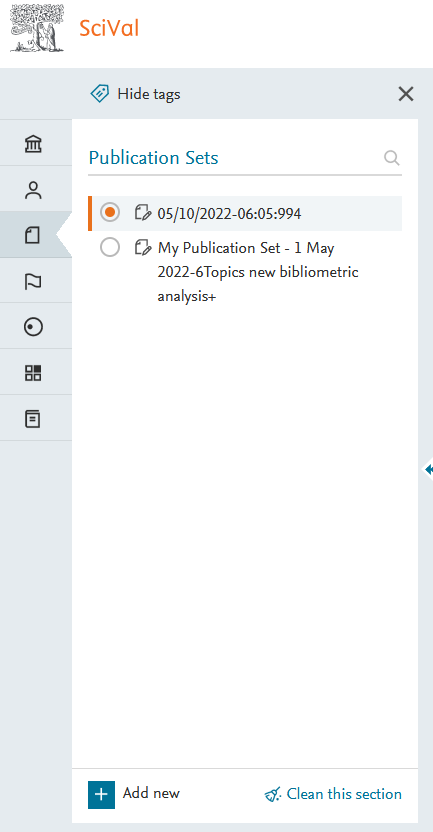 SciVal
Hide tags
Publication Sets
05/10/2022-06:05:994
My Publication Set - 1 May
2022-6Topics new bibliometric
analysis+
Add new
Clean this section